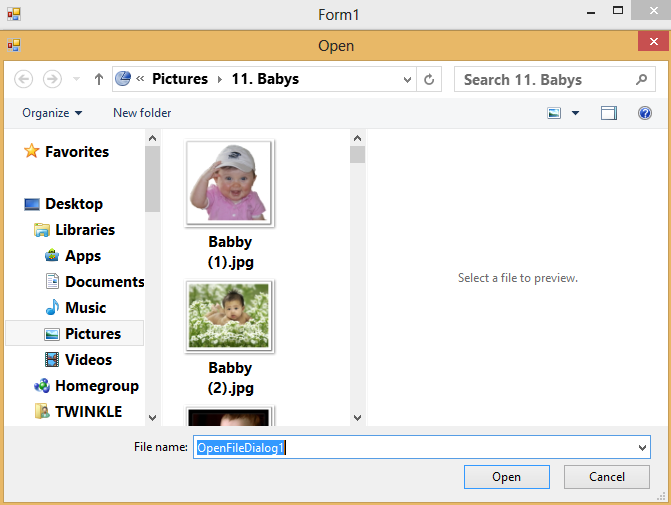 Form1
Open
« Pictures 11. Babys
Search 11. Babys
Organize
New folder
Favorites
Desktop
Libraries
Apps
Documents
Music
Pictures
Videos
Homegroup
TWINKLE
Babby
(1).jpg
Babby
(2).jpg
Select a file to preview.
File name: OpenFileDialog1
Open
Cancel